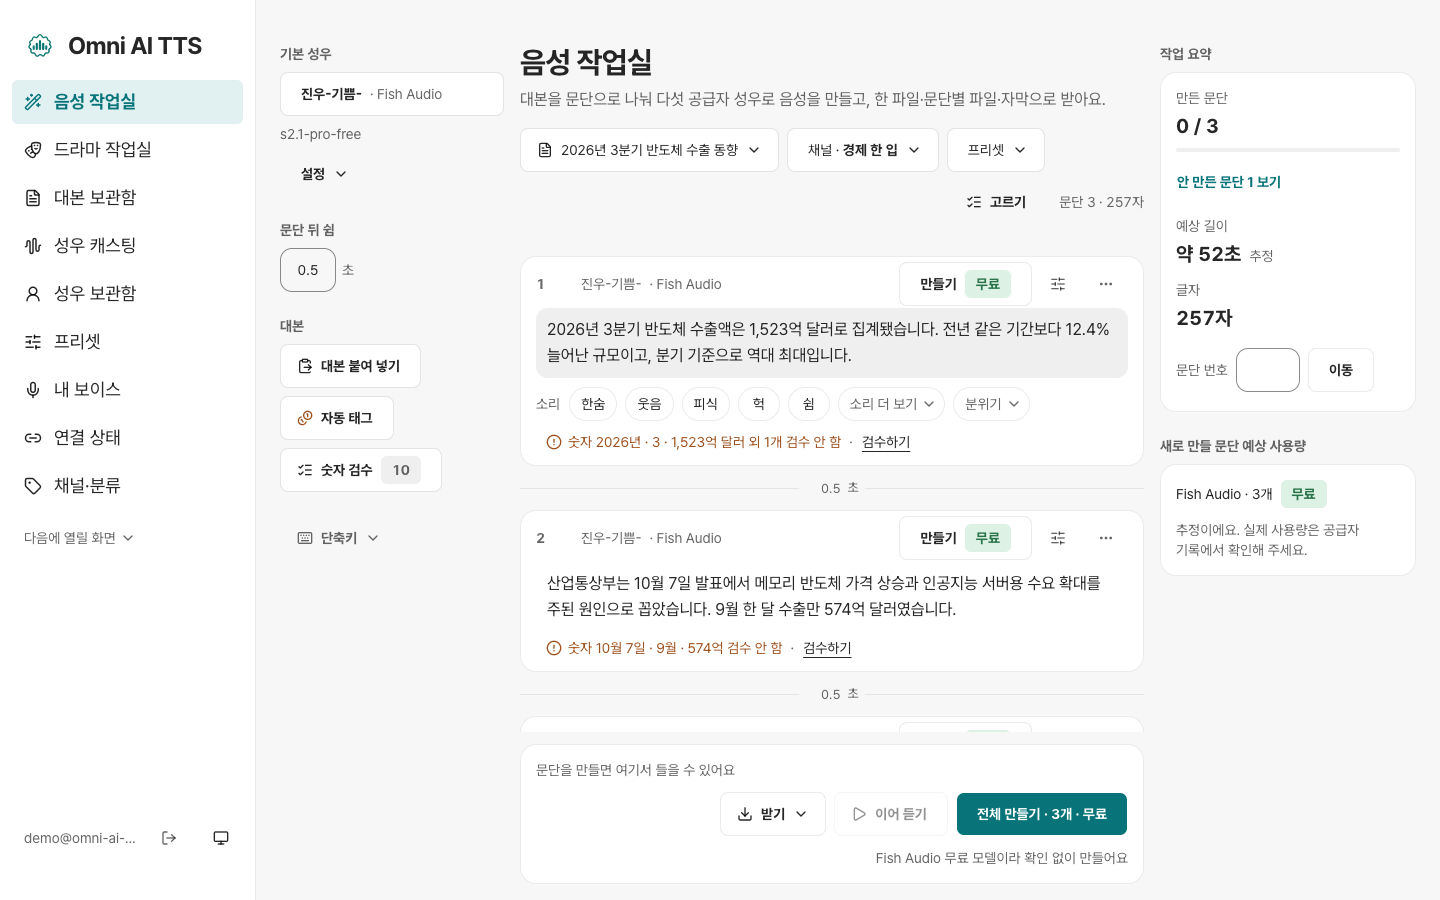 Omni AI TTS
음성 작업실
드라마 작업실
대본 보관함
성우 캐스팅
성우 보관함
프리셋
내 보이스
연결 상태
채널·분류
다음에 열릴 화면
demo@omni-ai-...
기본 성우
진우-기쁨- · Fish Audio
s2.1-pro-free
설정
문단 뒤 쉼
0.5 초
대본
대본 붙여 넣기
자동 태그
숫자 검수 10
단축키
음성 작업실
대본을 문단으로 나눠 다섯 공급자 성우로 음성을 만들고, 한 파일·문단별 파일·자막으로 받아요.
2026년 3분기 반도체 수출 동향
채널 · 경제 한 입
프리셋
고르기
문단 3 · 257자
1 진우-기쁨- · Fish Audio 만들기 무료
2026년 3분기 반도체 수출액은 1,523억 달러로 집계됐습니다. 전년 같은 기간보다 12.4%
늘어난 규모이고, 분기 기준으로 역대 최대입니다.
소리 한숨 웃음 피식 헉 쉼 소리 더 보기 분위기
숫자 2026년 · 3 · 1,523억 달러 외 1개 검수 안 함 · 검수하기
0.5 초
2 진우-기쁨- · Fish Audio 만들기 무료
산업통상부는 10월 7일 발표에서 메모리 반도체 가격 상승과 인공지능 서버용 수요 확대를
주된 원인으로 꼽았습니다. 9월 한 달 수출만 574억 달러였습니다.
숫자 10월 7일 · 9월 · 574억 검수 안 함 · 검수하기
0.5 초
문단을 만들면 여기서 들을 수 있어요
받기
이어 듣기
전체 만들기 · 3개 · 무료
Fish Audio 무료 모델이라 확인 없이 만들어요
작업 요약
만든 문단
0 / 3
안 만든 문단 1 보기
예상 길이
약 52초 추정
글자
257자
문단 번호 이동
새로 만들 문단 예상 사용량
Fish Audio · 3개 무료
추정이에요. 실제 사용량은 공급자
기록에서 확인해 주세요.